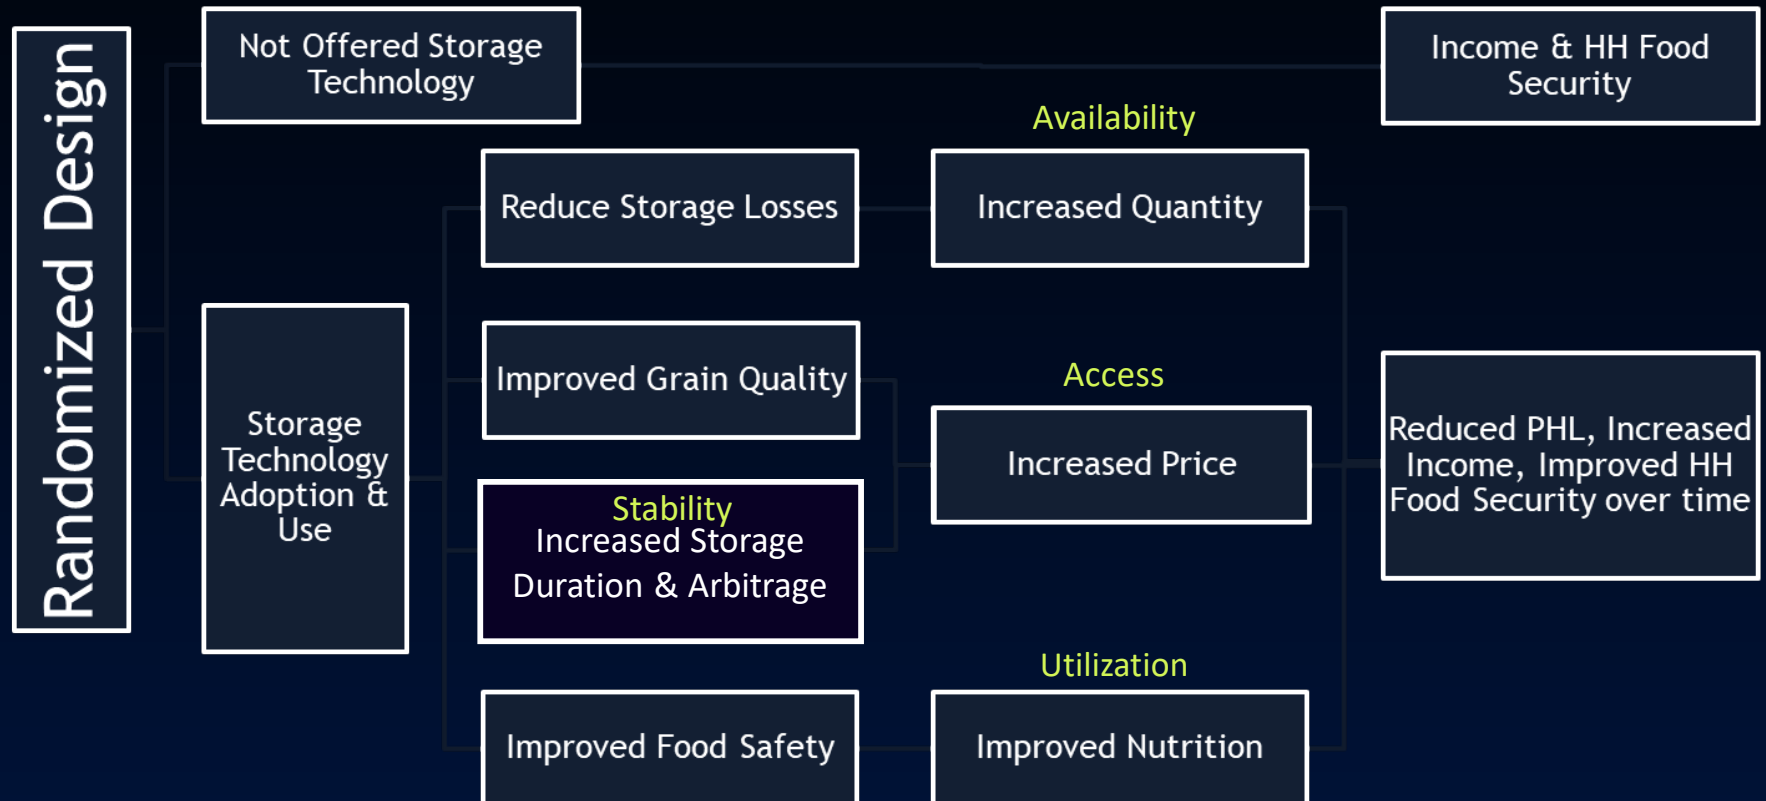 Randomized Design
Not Offered Storage
Technology
Income & HH Food
Security
Availability
Reduce Storage Losses
Increased Quantity
Storage
Technology
Adoption &
Use
Improved Grain Quality
Access
Increased Price
Stability
Increased Storage
Duration & Arbitrage
Reduced PHL, Increased
Income, Improved HH
Food Security over time
Utilization
Improved Food Safety
Improved Nutrition